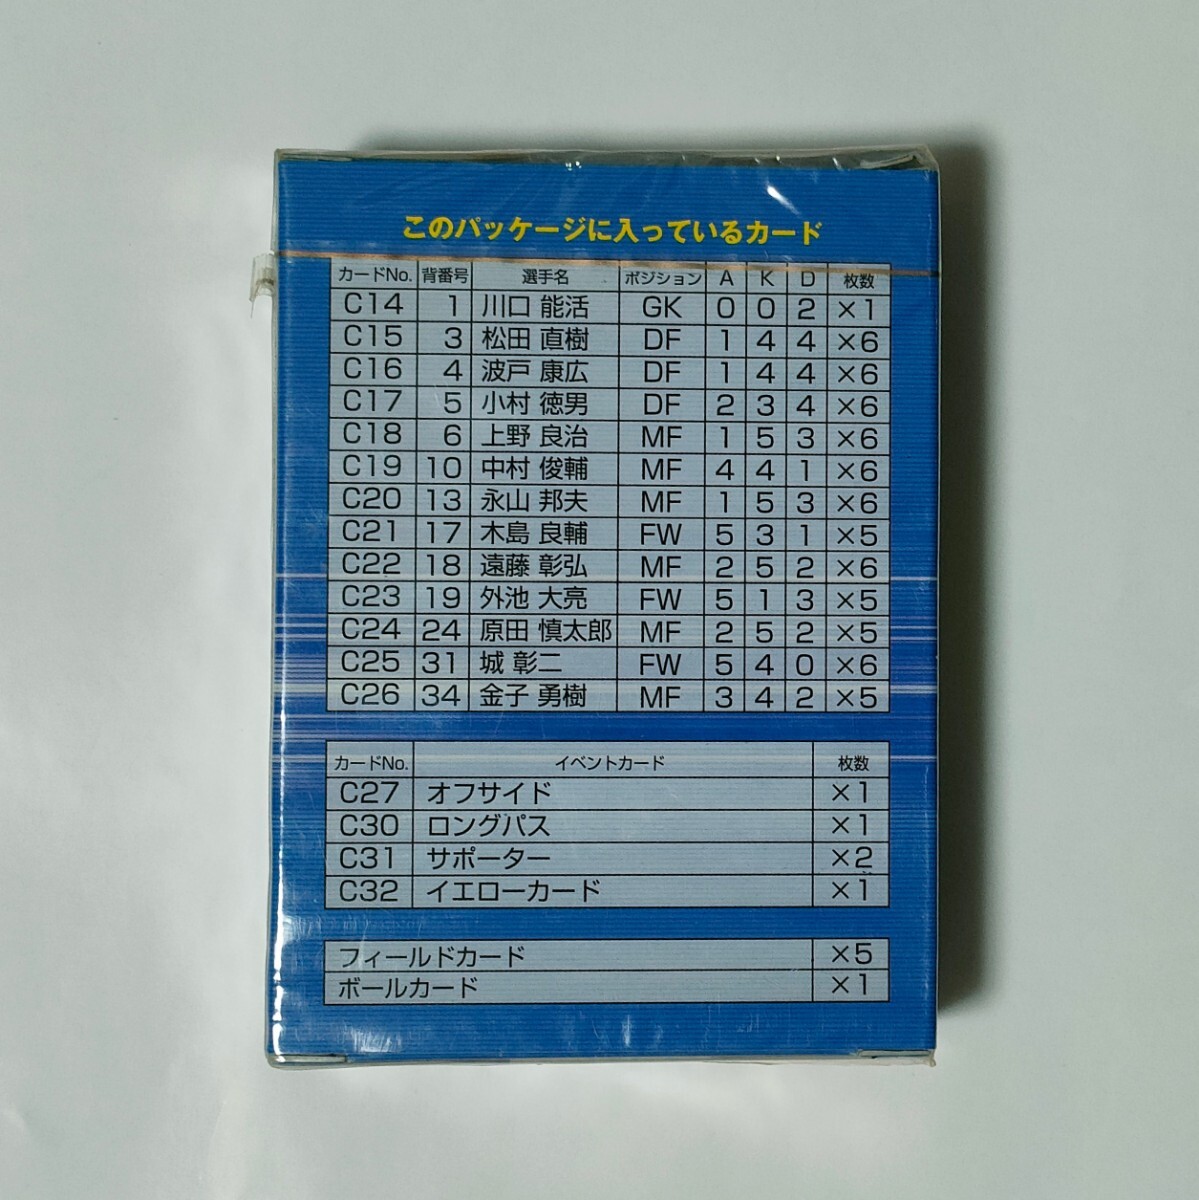 このパッケージに入っているカード
カードNo. 背番号 選手名 ポジション A K D 枚数
C14 1 川口 能活 GK 0 0 2 ×1
C15 3 松田 直樹 DF 1 4 4 ×6
C16 4 波戸 康広 DF 1 4 4 ×6
C17 5 小村 徳男 DF 2 3 4 ×6
C18 6 上野 良治 MF 1 5 3 ×6
C19 10 中村 俊輔 MF 4 4 1 ×6
C20 13 永山 邦夫 MF 1 5 3 ×6
C21 17 木島 良輔 FW 5 3 1 ×5
C22 18 遠藤 彰弘 MF 2 5 2 ×6
C23 19 外池 大亮 FW 5 1 3 ×5
C24 24 原田 慎太郎 MF 2 5 2 ×5
C25 31 城 彰二 FW 5 4 0 ×6
C26 34 金子 勇樹 MF 3 4 2 ×5
カードNo. イベントカード 枚数
C27 オフサイド ×1
C30 ロングパス ×1
C31 サポーター ×2
C32 イエローカード ×1
フィールドカード ×5
ボールカード ×1